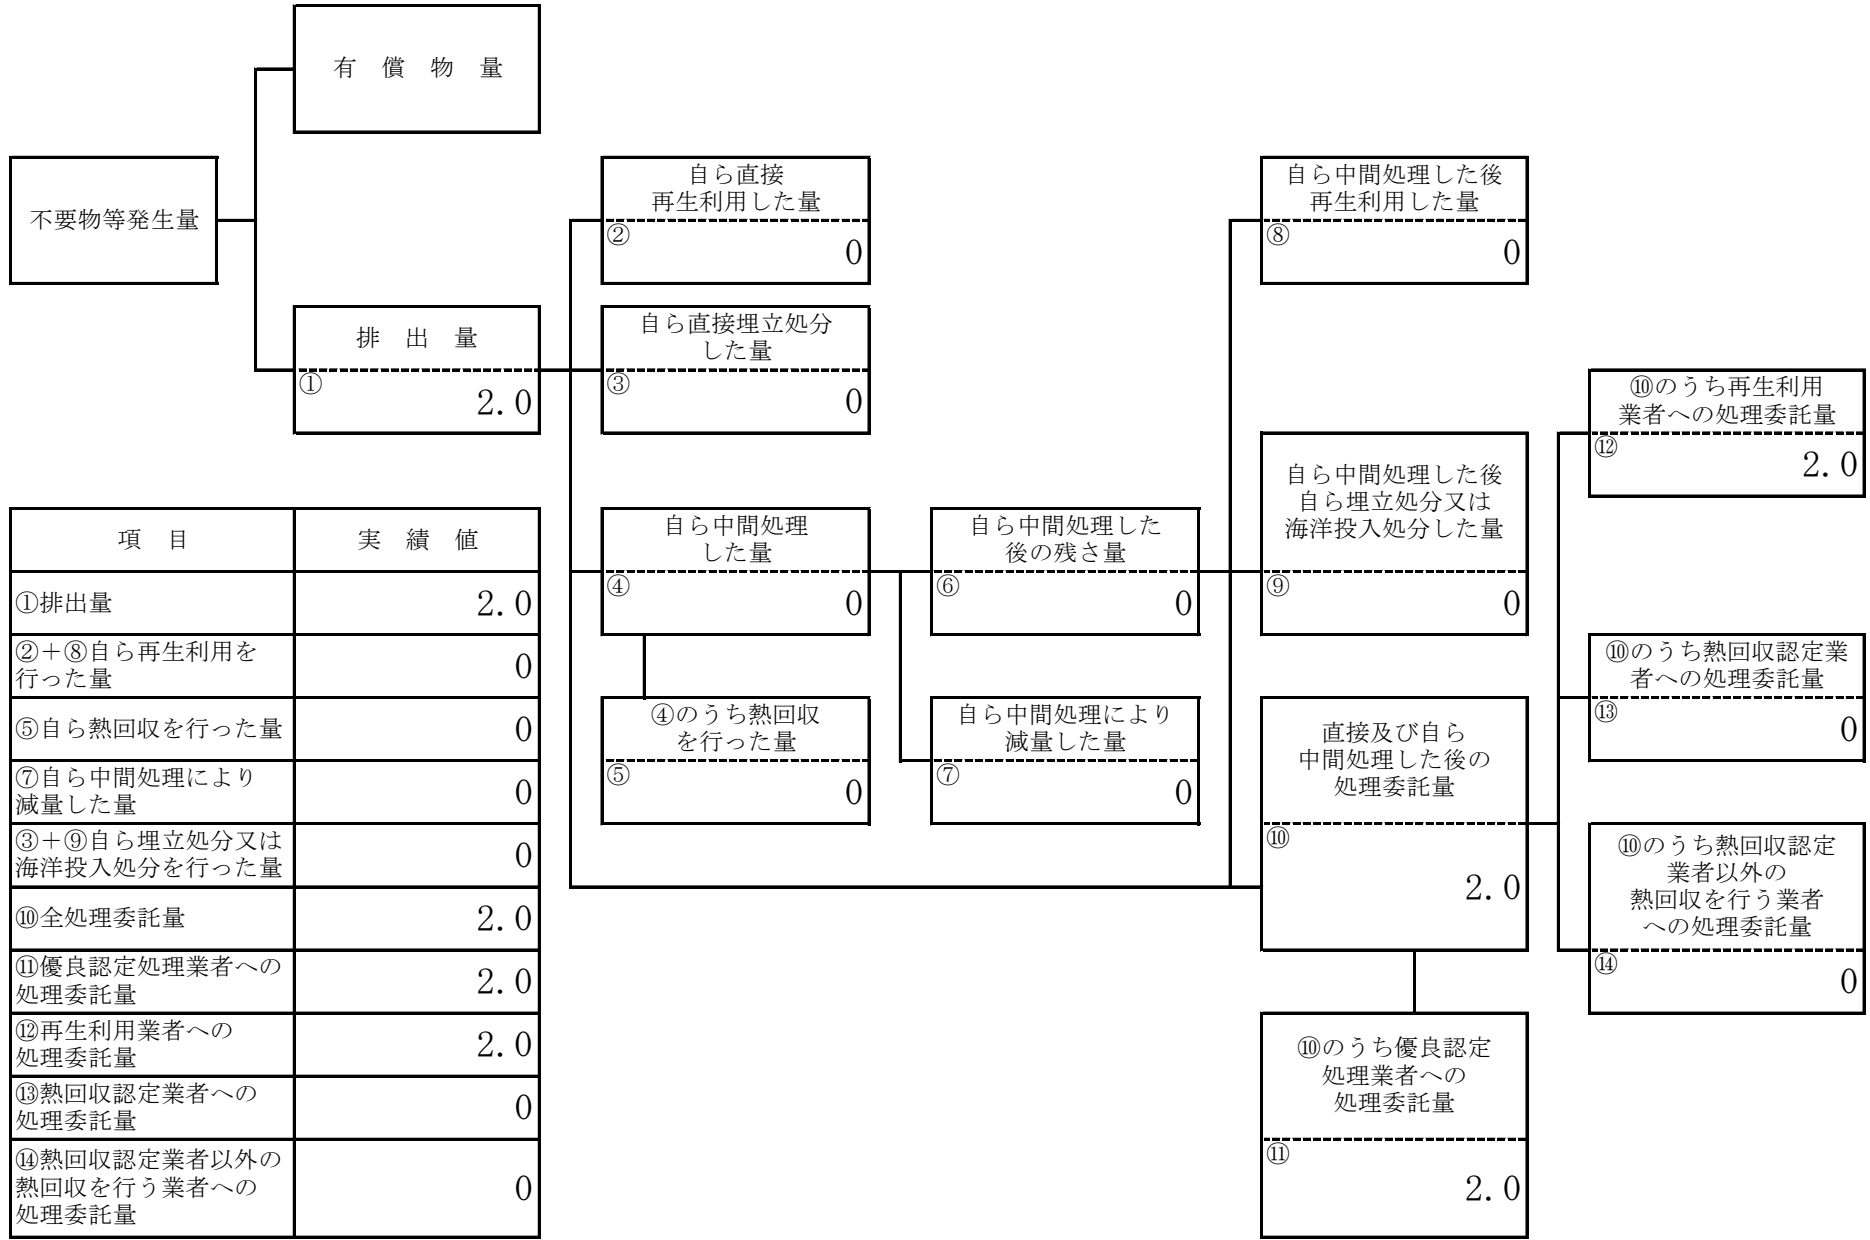 有　償　物　量
不要物等発生量
排　出　量
①
2.0
自ら直接
再生利用した量
②
0
自ら直接埋立処分
した量
③
0
自ら中間処理
した量
④
0
④のうち熱回収
を行った量
⑤
0
自ら中間処理した
後の残さ量
⑥
0
自ら中間処理により
減量した量
⑦
0
自ら中間処理した後
再生利用した量
⑧
0
自ら中間処理した後
自ら埋立処分又は
海洋投入処分した量
⑨
0
直接及び自ら
中間処理した後の
処理委託量
⑩
2.0
⑩のうち優良認定
処理業者への
処理委託量
⑪
2.0
⑩のうち再生利用
業者への処理委託量
⑫
2.0
⑩のうち熱回収認定業
者への処理委託量
⑬
0
⑩のうち熱回収認定
業者以外の
熱回収を行う業者
への処理委託量
⑭
0
項　目　実　績　値
①排出量　2.0
②＋⑧自ら再生利用を
行った量　0
⑤自ら熱回収を行った量　0
⑦自ら中間処理により
減量した量　0
③＋⑨自ら埋立処分又は
海洋投入処分を行った量　0
⑩全処理委託量　2.0
⑪優良認定処理業者への
処理委託量　2.0
⑫再生利用業者への
処理委託量　2.0
⑬熱回収認定業者への
処理委託量　0
⑭熱回収認定業者以外の
熱回収を行う業者への
処理委託量　0